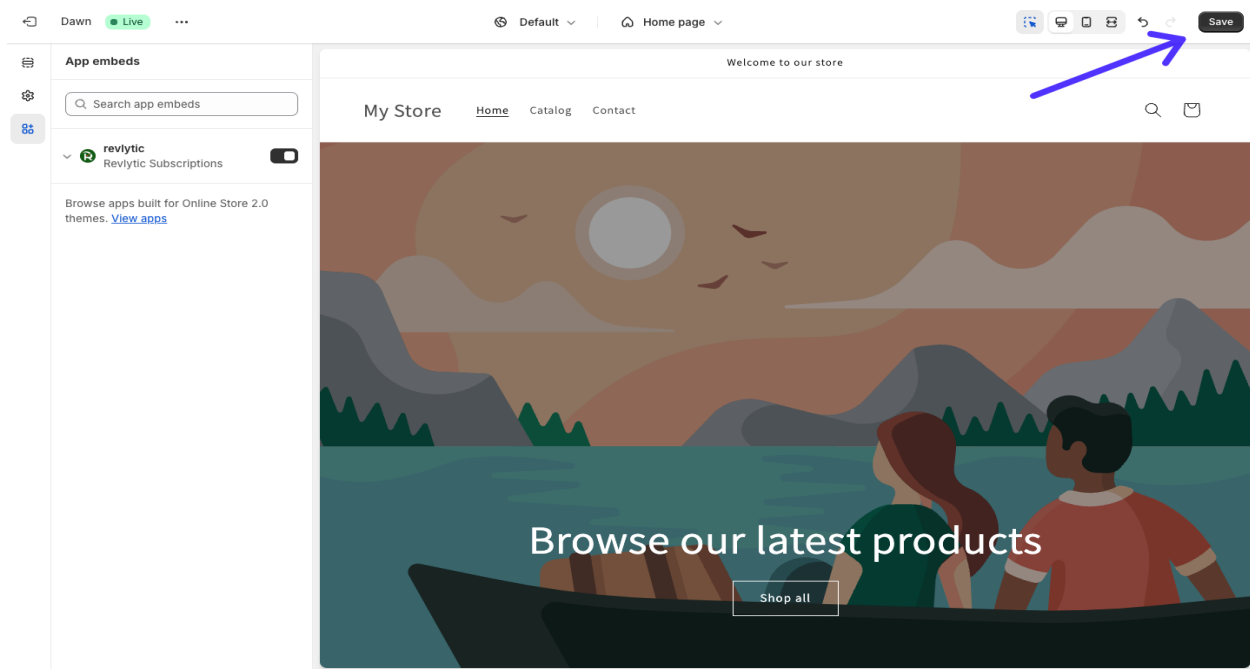 Dawn
Live
Default
Home page
Save
App embeds
Search app embeds
revlytic
Revlytic Subscriptions
Browse apps built for Online Store 2.0
themes. View apps
Welcome to our store
My Store
Home
Catalog
Contact
Browse our latest products
Shop all